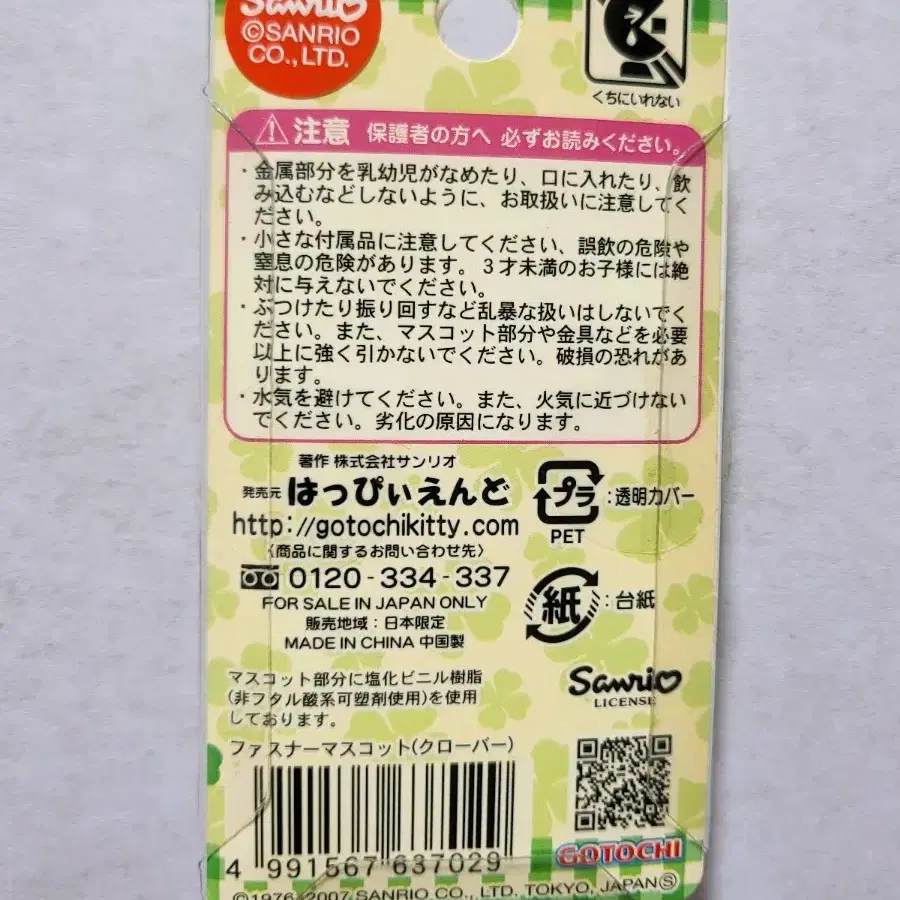 Sanrio
©SANRIO
CO., LTD.
くちにいれない
注意 保護者の方へ 必ずお読みください。
・金属部分を乳幼児がなめたり、口に入れたり、飲
み込むなどしないように、お取扱いに注意してく
ださい。
・小さな付属品に注意してください、誤飲の危険や
窒息の危険があります。3才未満のお子様には絶
対に与えないでください。
・ぶつけたり振り回すなど乱暴な扱いはしないでく
ださい。また、マスコット部分や金具などを必要
以上に強く引かないでください。破損の恐れがあ
ります。
・水気を避けてください。また、火気に近づけない
でください。劣化の原因になります。
著作 株式会社サンリオ
発売元 はっぴぃえんど
http://gotochikitty.com
〈商品に関するお問い合わせ先〉
0120-334-337
FOR SALE IN JAPAN ONLY
販売地域：日本限定
MADE IN CHINA 中国製
プラ：透明カバー
PET
紙：台紙
マスコット部分に塩化ビニル樹脂
(非フタル酸系可塑剤使用)を使用
しております。
Sanrio
LICENSE
ファスナーマスコット(クローバー)
4 991567 637029
GOTOCHI
©1976, 2007 SANRIO CO., LTD. TOKYO, JAPAN Ⓢ